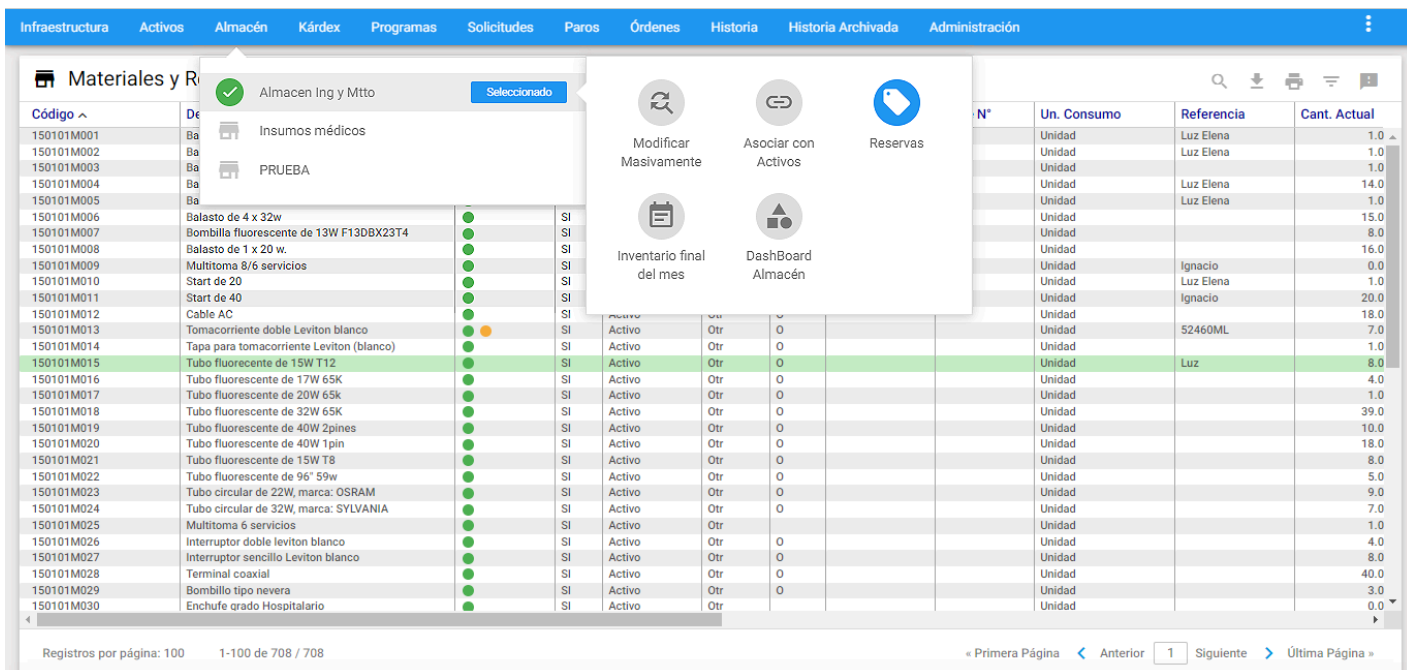 Infraestructura Activos Almacén Kárdex Programas Solicitudes Paros Órdenes Historia Historia Archivada Administración
Materiales y R
Almacen Ing y Mtto Seleccionado
Insumos médicos
PRUEBA
Modificar Masivamente
Asociar con Activos
Reservas
Inventario final del mes
DashBoard Almacén
Código De N° Un. Consumo Referencia Cant. Actual
150101M001 Ba Unidad Luz Elena 1.0
150101M002 Ba Unidad Luz Elena 1.0
150101M003 Ba Unidad 1.0
150101M004 Ba Unidad Luz Elena 14.0
150101M005 Ba Unidad Luz Elena 1.0
150101M006 Balasto de 4 x 32w SI Unidad 15.0
150101M007 Bombilla fluorescente de 13W F13DBX23T4 SI Unidad 8.0
150101M008 Balasto de 1 x 20 w. SI Unidad 16.0
150101M009 Multitoma 8/6 servicios SI Unidad Ignacio 0.0
150101M010 Start de 20 SI Unidad Luz Elena 1.0
150101M011 Start de 40 SI Unidad Ignacio 20.0
150101M012 Cable AC SI Activo Otr O Unidad 18.0
150101M013 Tomacorriente doble Leviton blanco SI Activo Otr O Unidad 52460ML 7.0
150101M014 Tapa para tomacorriente Leviton (blanco) SI Activo Otr O Unidad 1.0
150101M015 Tubo fluorecente de 15W T12 SI Activo Otr O Unidad Luz 8.0
150101M016 Tubo fluorescente de 17W 65K SI Activo Otr O Unidad 4.0
150101M017 Tubo fluorescente de 20W 65k SI Activo Otr O Unidad 1.0
150101M018 Tubo fluorescente de 32W 65K SI Activo Otr O Unidad 39.0
150101M019 Tubo fluorescente de 40W 2pines SI Activo Otr O Unidad 10.0
150101M020 Tubo fluorescente de 40W 1pin SI Activo Otr O Unidad 18.0
150101M021 Tubo fluorescente de 15W T8 SI Activo Otr O Unidad 8.0
150101M022 Tubo fluorescente de 96" 59w SI Activo Otr O Unidad 5.0
150101M023 Tubo circular de 22W, marca: OSRAM SI Activo Otr O Unidad 9.0
150101M024 Tubo circular de 32W, marca: SYLVANIA SI Activo Otr O Unidad 7.0
150101M025 Multitoma 6 servicios SI Activo Otr Unidad 1.0
150101M026 Interruptor doble leviton blanco SI Activo Otr O Unidad 4.0
150101M027 Interruptor sencillo Leviton blanco SI Activo Otr O Unidad 8.0
150101M028 Terminal coaxial SI Activo Otr O Unidad 40.0
150101M029 Bombillo tipo nevera SI Activo Otr O Unidad 3.0
150101M030 Enchufe grado Hospitalario SI Activo Otr Unidad 0.0
Registros por página: 100 1-100 de 708 / 708 « Primera Página Anterior 1 Siguiente Última Página »